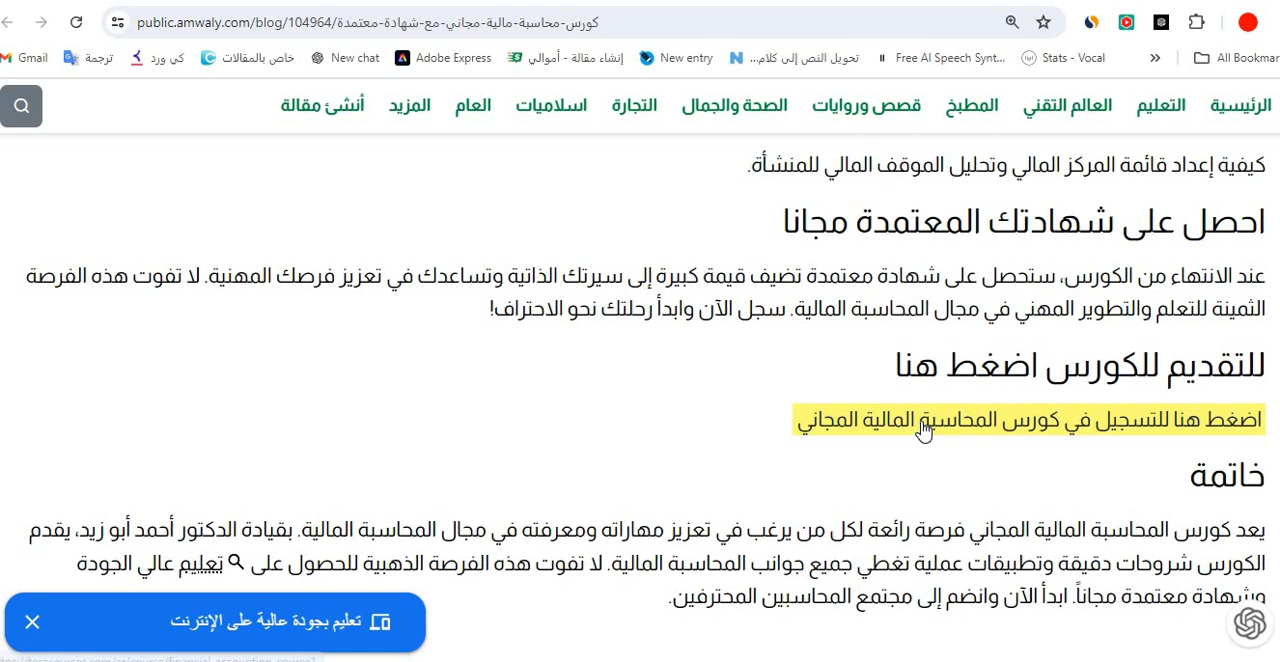 public.amwaly.com/blog/104964/كورس-محاسبة-مالية-مجاني-مع-شهادة-معتمدة
Gmail
ترجمة
كي ورد
خاص بالمقالات
New chat
Adobe Express
إنشاء مقالة - أموالي
New entry
تحويل النص إلى كلام...
Free AI Speech Synt...
Stats - Vocal
All Bookmar
الرئيسية
التعليم
العالم التقني
المطبخ
قصص وروايات
الصحة والجمال
التجارة
اسلاميات
العام
المزيد
أنشئ مقالة
كيفية إعداد قائمة المركز المالي وتحليل الموقف المالي للمنشأة.
احصل على شهادتك المعتمدة مجانا
عند الانتهاء من الكورس، ستحصل على شهادة معتمدة تضيف قيمة كبيرة إلى سيرتك الذاتية وتساعدك في تعزيز فرصك المهنية. لا تفوت هذه الفرصة
الثمينة للتعلم والتطوير المهني في مجال المحاسبة المالية. سجل الآن وابدأ رحلتك نحو الاحتراف!
للتقديم للكورس اضغط هنا
اضغط هنا للتسجيل في كورس المحاسبة المالية المجاني
خاتمة
يعد كورس المحاسبة المالية المجاني فرصة رائعة لكل من يرغب في تعزيز مهاراته ومعرفته في مجال المحاسبة المالية. بقيادة الدكتور أحمد أبو زيد، يقدم
الكورس شروحات دقيقة وتطبيقات عملية تغطي جميع جوانب المحاسبة المالية. لا تفوت هذه الفرصة الذهبية للحصول على تعليم عالي الجودة
وشهادة معتمدة مجاناً. ابدأ الآن وانضم إلى مجتمع المحاسبين المحترفين.
تعليم بجودة عالية على الإنترنت